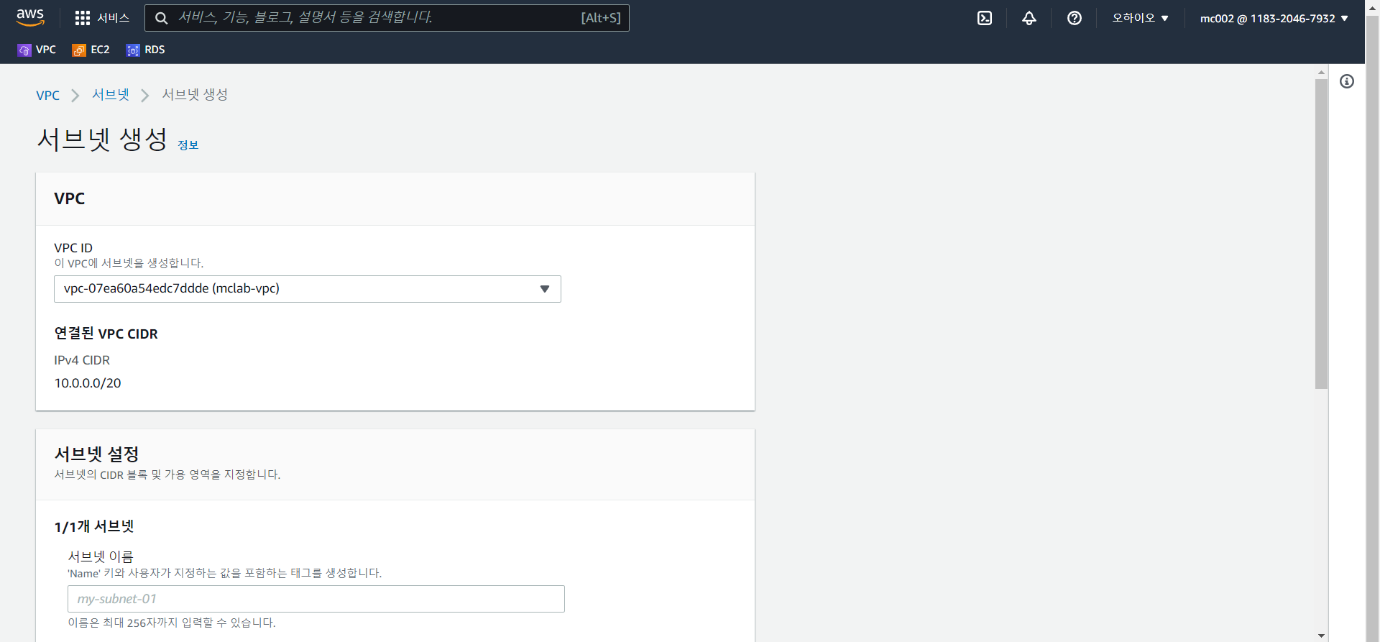 aws
서비스
서비스, 기능, 블로그, 설명서 등을 검색합니다.
[Alt+S]
오하이오 ▼
mc002 @ 1183-2046-7932 ▼
VPC
EC2
RDS
VPC > 서브넷 > 서브넷 생성
서브넷 생성 정보
VPC
VPC ID
이 VPC에 서브넷을 생성합니다.
vpc-07ea60a54edc7ddde (mclab-vpc)
연결된 VPC CIDR
IPv4 CIDR
10.0.0.0/20
서브넷 설정
서브넷의 CIDR 블록 및 가용 영역을 지정합니다.
1/1개 서브넷
서브넷 이름
'Name' 키와 사용자가 지정하는 값을 포함하는 태그를 생성합니다.
my-subnet-01
이름은 최대 256자까지 입력할 수 있습니다.